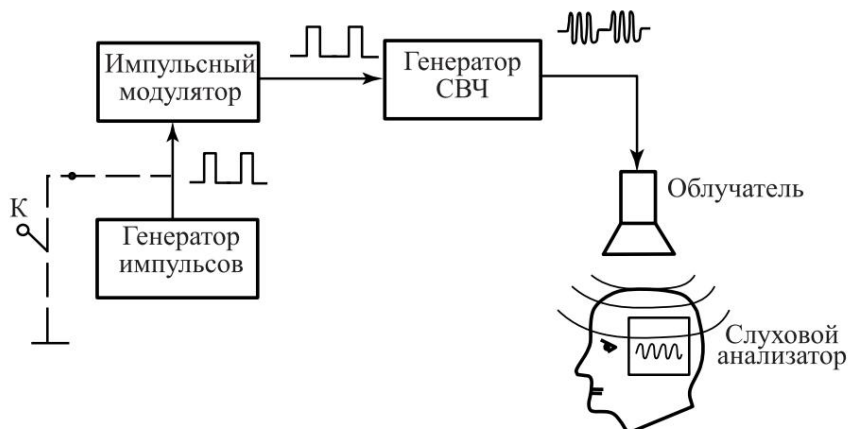 Импульсный
модулятор
Генератор
СВЧ
К
Генератор
импульсов
Облучатель
Слуховой
анализатор